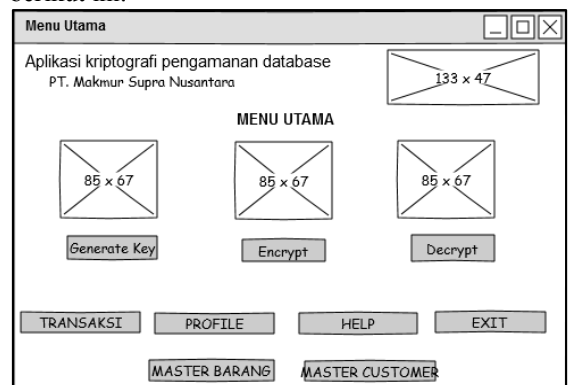 Menu Utama
Aplikasi kriptografi pengamanan database
PT. Makmur Supra Nusantara
133 x 47
MENU UTAMA
85 x 67 85 x 67 85 x 67
Generate Key Encrypt Decrypt
TRANSAKSI PROFILE HELP EXIT
MASTER BARANG MASTER CUSTOMER